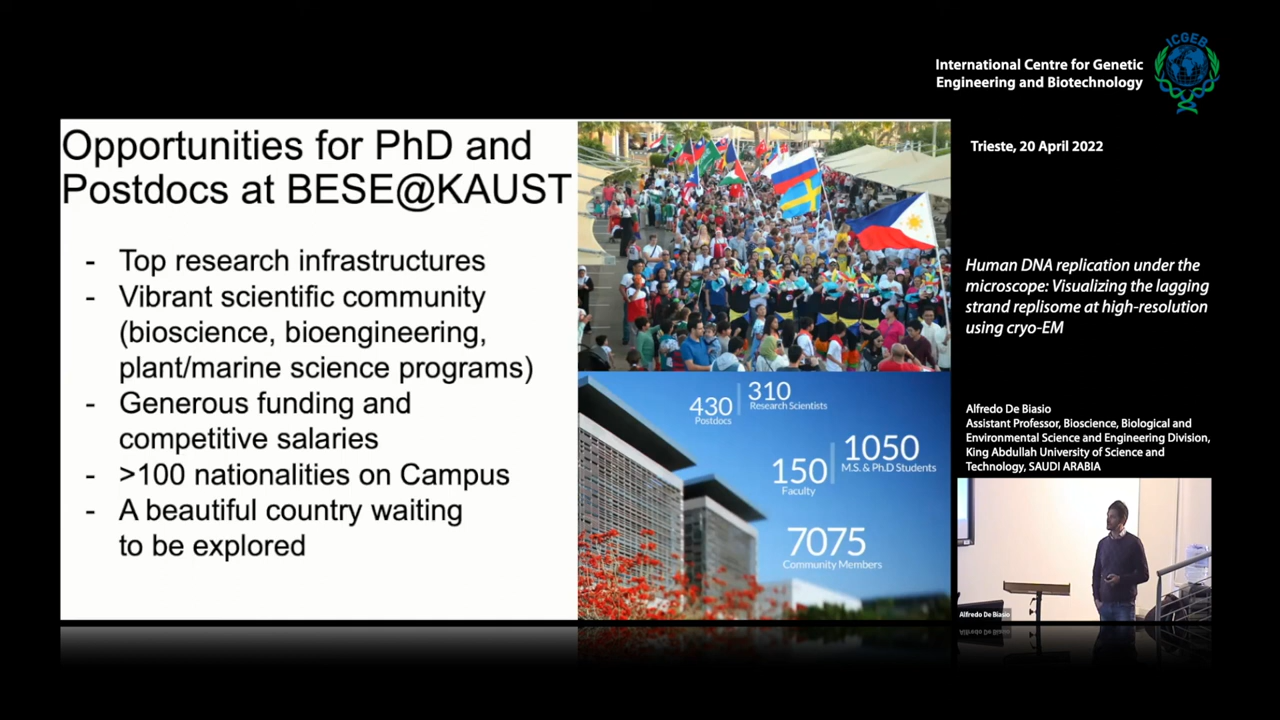 ICGEB
International Centre for Genetic
Engineering and Biotechnology
Trieste, 20 April 2022
Opportunities for PhD and
Postdocs at BESE@KAUST
- Top research infrastructures
- Vibrant scientific community
(bioscience, bioengineering,
plant/marine science programs)
- Generous funding and
competitive salaries
- >100 nationalities on Campus
- A beautiful country waiting
to be explored
430
Postdocs
310
Research Scientists
150
Faculty
1050
M.S. & Ph.D Students
7075
Community Members
Human DNA replication under the
microscope: Visualizing the lagging
strand replisome at high-resolution
using cryo-EM
Alfredo De Biasio
Assistant Professor, Bioscience, Biological and
Environmental Science and Engineering Division,
King Abdullah University of Science and
Technology, SAUDI ARABIA
Alfredo De Biasio